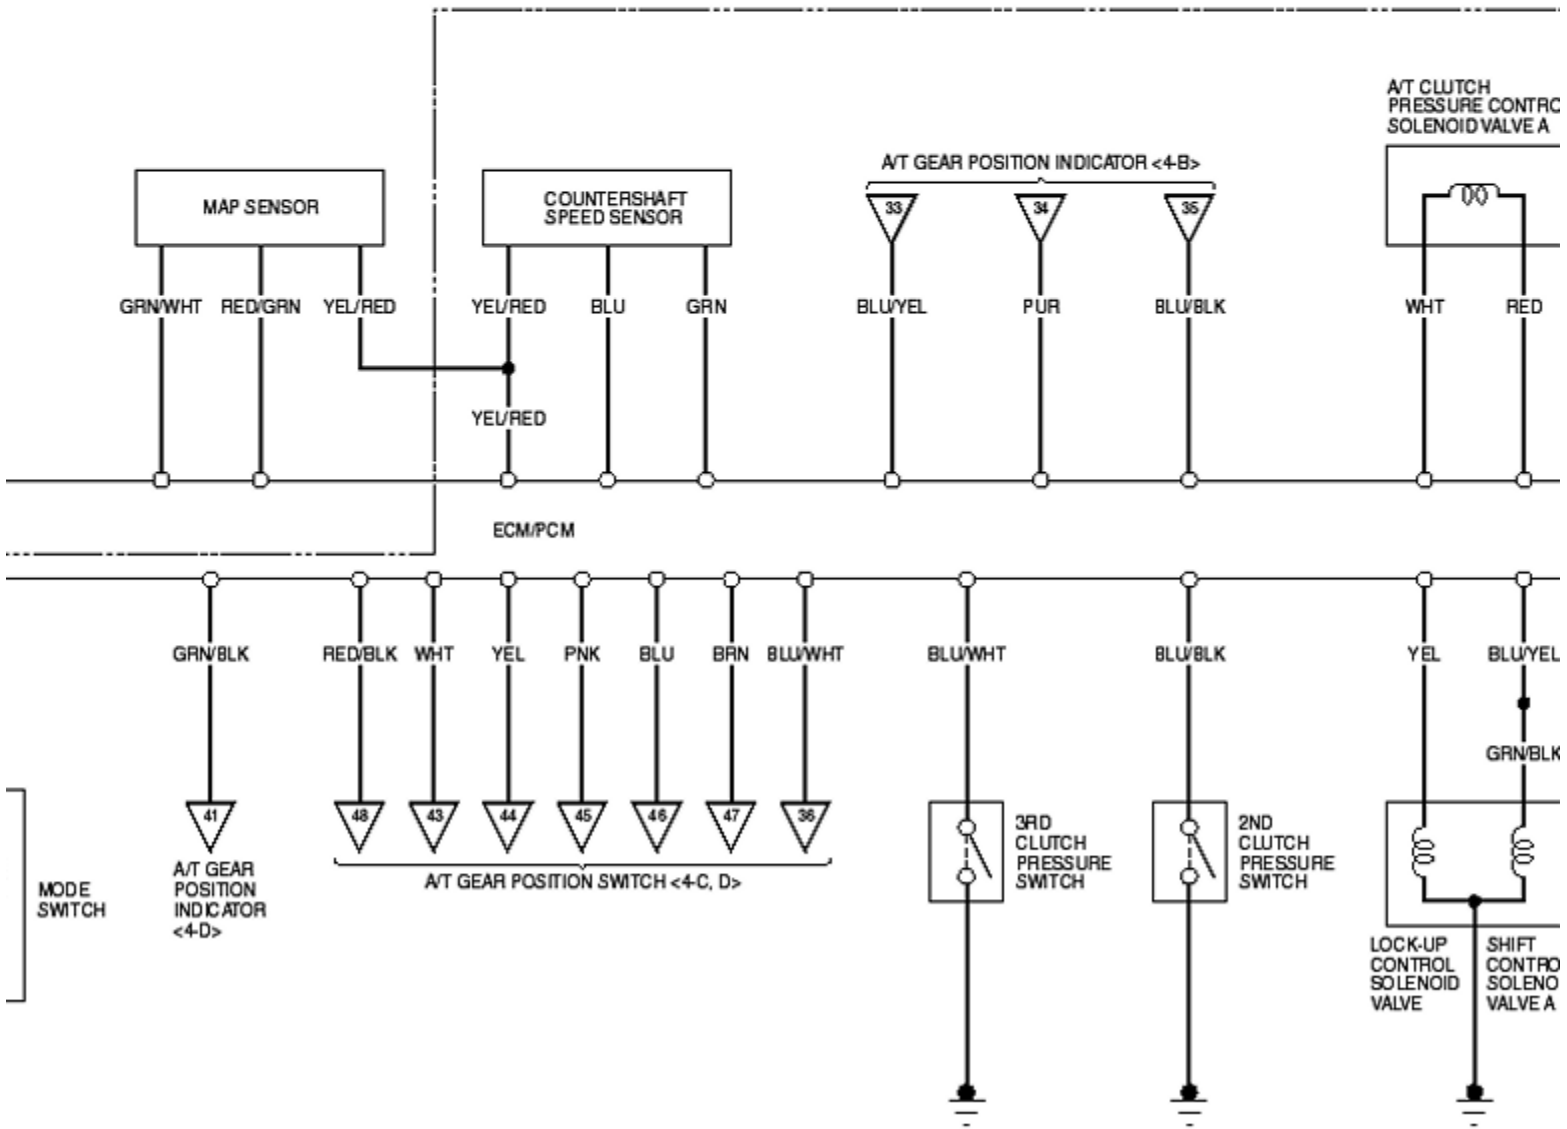 A/T CLUTCH
PRESSURE CONTRO
SOLENOID VALVE A
A/T GEAR POSITION INDICATOR <4-B>
MAP SENSOR
COUNTERSHAFT
SPEED SENSOR
33 34 35
GRN/WHT RED/GRN YEL/RED YEL/RED BLU GRN BLU/YEL PUR BLU/BLK WHT RED
YEL/RED
ECM/PCM
GRN/BLK RED/BLK WHT YEL PNK BLU BRN BLU/WHT BLU/WHT BLU/BLK YEL BLU/YEL
GRN/BLK
41 48 43 44 45 46 47 36
A/T GEAR
POSITION
INDICATOR
<4-D>
A/T GEAR POSITION SWITCH <4-C, D>
3RD
CLUTCH
PRESSURE
SWITCH
2ND
CLUTCH
PRESSURE
SWITCH
MODE
SWITCH
LOCK-UP
CONTROL
SOLENOID
VALVE
SHIFT
CONTRO
SOLENO
VALVE A